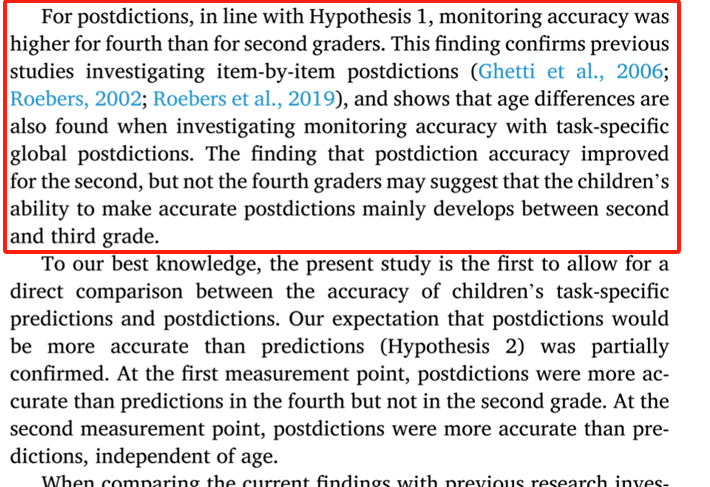 For postdictions, in line with Hypothesis 1, monitoring accuracy was
higher for fourth than for second graders. This finding confirms previous
studies investigating item-by-item postdictions (Ghetti et al., 2006;
Roebers, 2002; Roebers et al., 2019), and shows that age differences are
also found when investigating monitoring accuracy with task-specific
global postdictions. The finding that postdiction accuracy improved
for the second, but not the fourth graders may suggest that the children's
ability to make accurate postdictions mainly develops between second
and third grade.
To our best knowledge, the present study is the first to allow for a
direct comparison between the accuracy of children's task-specific
predictions and postdictions. Our expectation that postdictions would
be more accurate than predictions (Hypothesis 2) was partially
confirmed. At the first measurement point, postdictions were more ac-
curate than predictions in the fourth but not in the second grade. At the
second measurement point, postdictions were more accurate than pre-
dictions, independent of age.
When comparing the current findings with previous research inves-